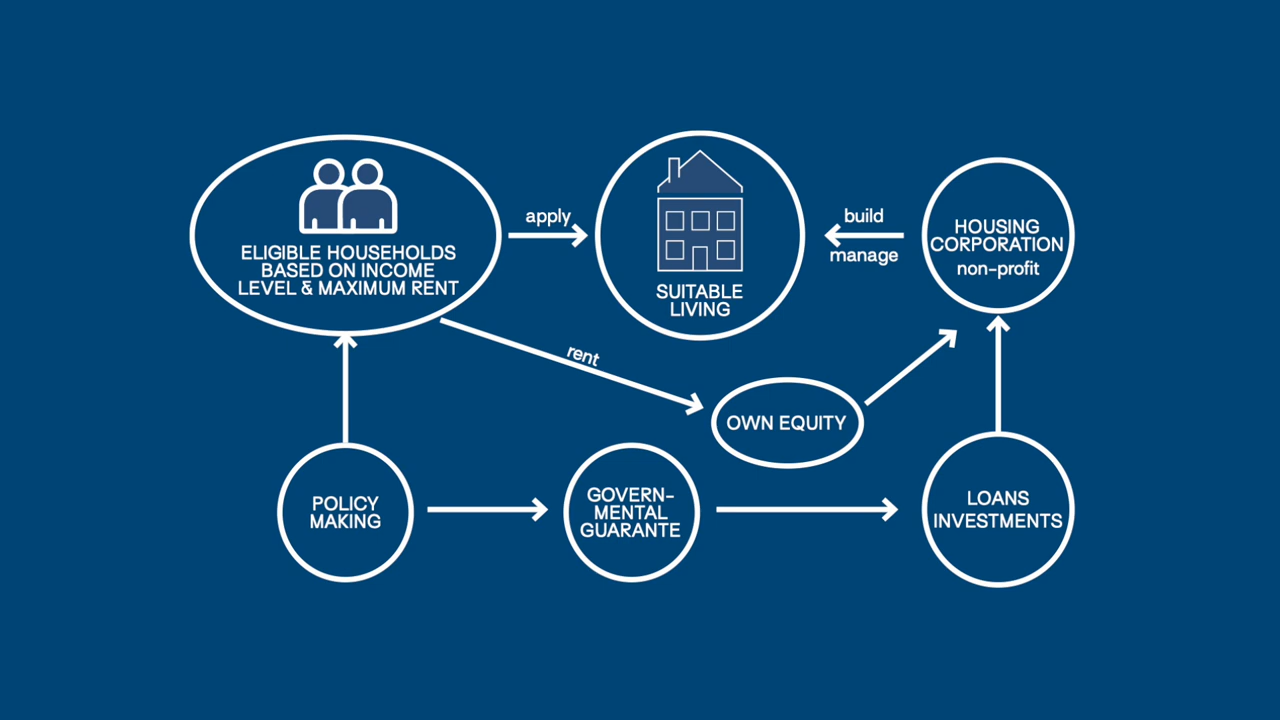 ELIGIBLE HOUSEHOLDS
BASED ON INCOME
LEVEL & MAXIMUM RENT
apply
SUITABLE
LIVING
build
manage
HOUSING
CORPORATION
non-profit
rent
OWN EQUITY
POLICY
MAKING
GOVERN-
MENTAL
GUARANTE
LOANS
INVESTMENTS